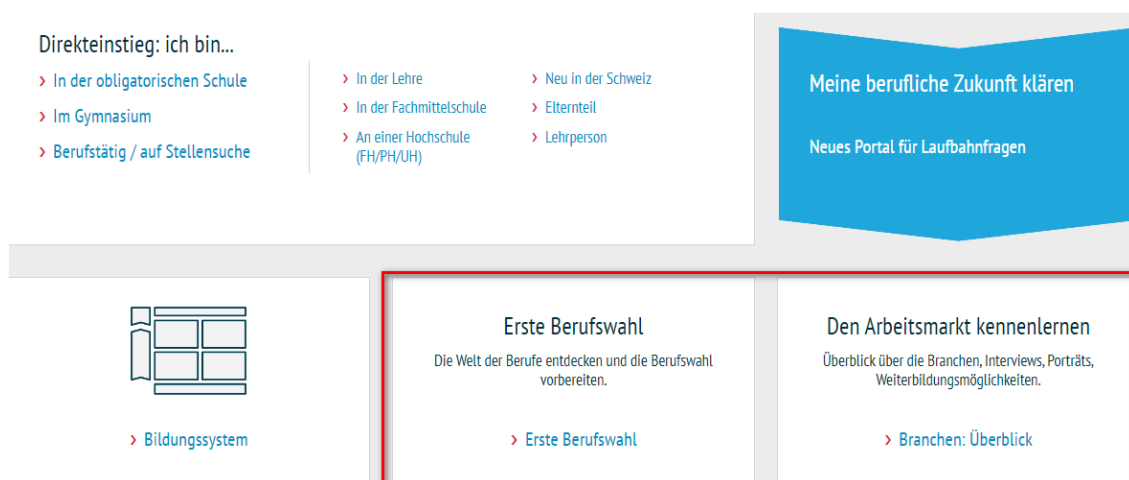 Direkteinstieg: ich bin...
› In der obligatorischen Schule
› Im Gymnasium
› Berufstätig / auf Stellensuche
› In der Lehre
› In der Fachmittelschule
› An einer Hochschule
(FH/PH/UH)
› Neu in der Schweiz
› Elternteil
› Lehrperson
Meine berufliche Zukunft klären
Neues Portal für Laufbahnfragen
› Bildungssystem
Erste Berufswahl
Die Welt der Berufe entdecken und die Berufswahl
vorbereiten.
› Erste Berufswahl
Den Arbeitsmarkt kennenlernen
Überblick über die Branchen, Interviews, Porträts,
Weiterbildungsmöglichkeiten.
› Branchen: Überblick